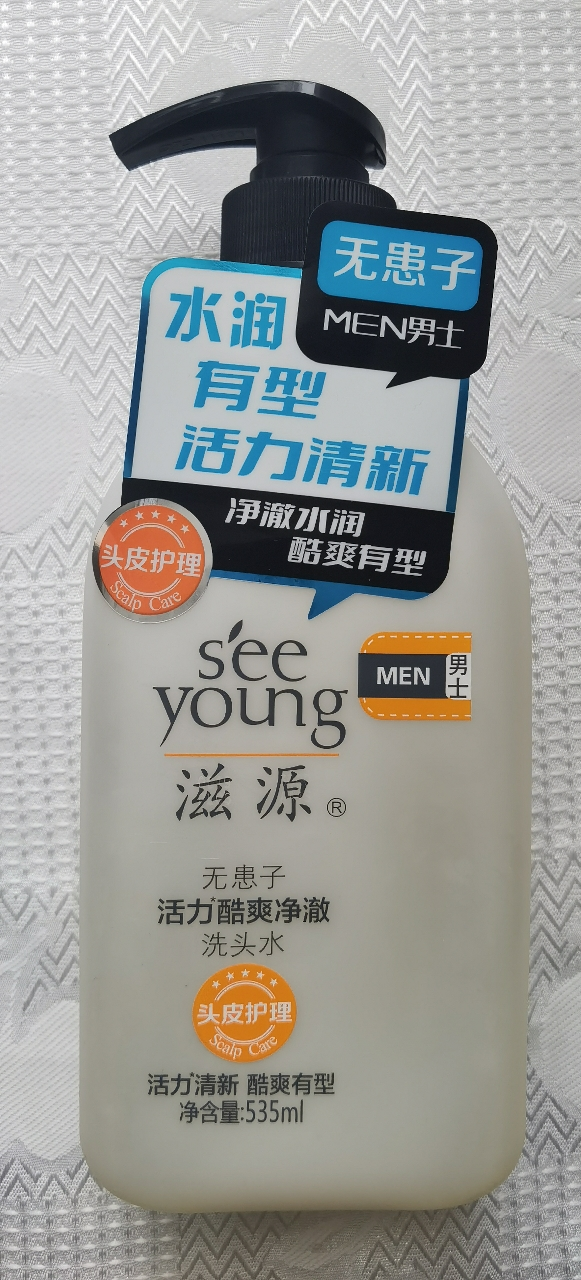 无患子
MEN男士
水润
有型
活力清新
净澈水润
酷爽有型
头皮护理
Scalp Care
see
young
MEN
男士
滋源®
无患子
活力*酷爽净澈
洗头水
头皮护理
Scalp Care
活力*清新 酷爽有型
净含量:535ml